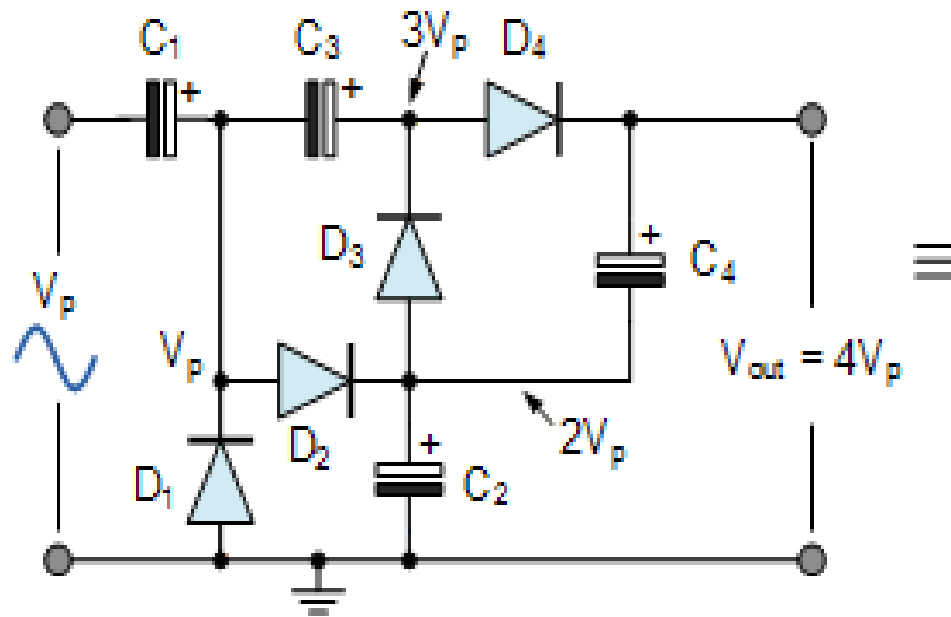 C₁
C₃
3Vₚ
D₄
+
+
D₃
+
C₄
Vₚ
Vₚ
Vout = 4Vₚ
D₂
+
2Vₚ
D₁
C₂